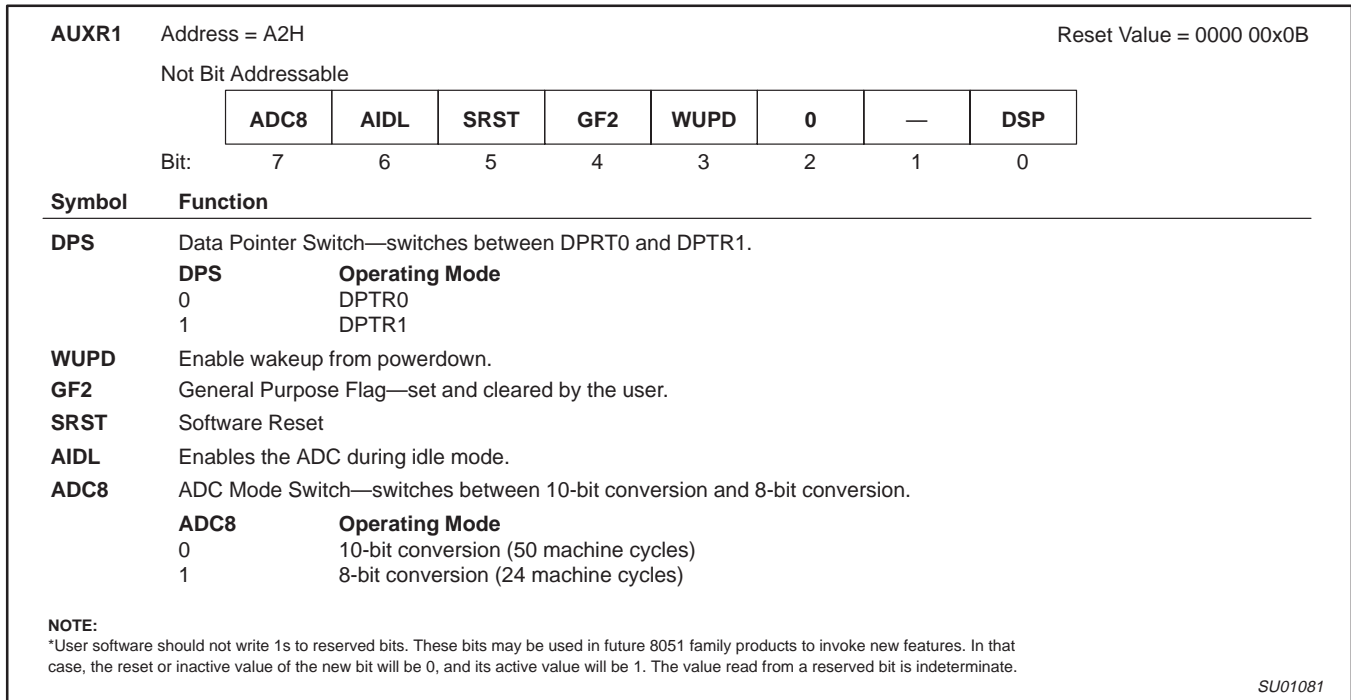 AUXR1 Address = A2H Reset Value = 0000 00x0B
Not Bit Addressable
ADC8 AIDL SRST GF2 WUPD 0 — DSP
Bit: 7 6 5 4 3 2 1 0
Symbol Function
DPS Data Pointer Switch—switches between DPRT0 and DPTR1.
DPS Operating Mode
0 DPTR0
1 DPTR1
WUPD Enable wakeup from powerdown.
GF2 General Purpose Flag—set and cleared by the user.
SRST Software Reset
AIDL Enables the ADC during idle mode.
ADC8 ADC Mode Switch—switches between 10-bit conversion and 8-bit conversion.
ADC8 Operating Mode
0 10-bit conversion (50 machine cycles)
1 8-bit conversion (24 machine cycles)
NOTE:
*User software should not write 1s to reserved bits. These bits may be used in future 8051 family products to invoke new features. In that
case, the reset or inactive value of the new bit will be 0, and its active value will be 1. The value read from a reserved bit is indeterminate.
SU01081